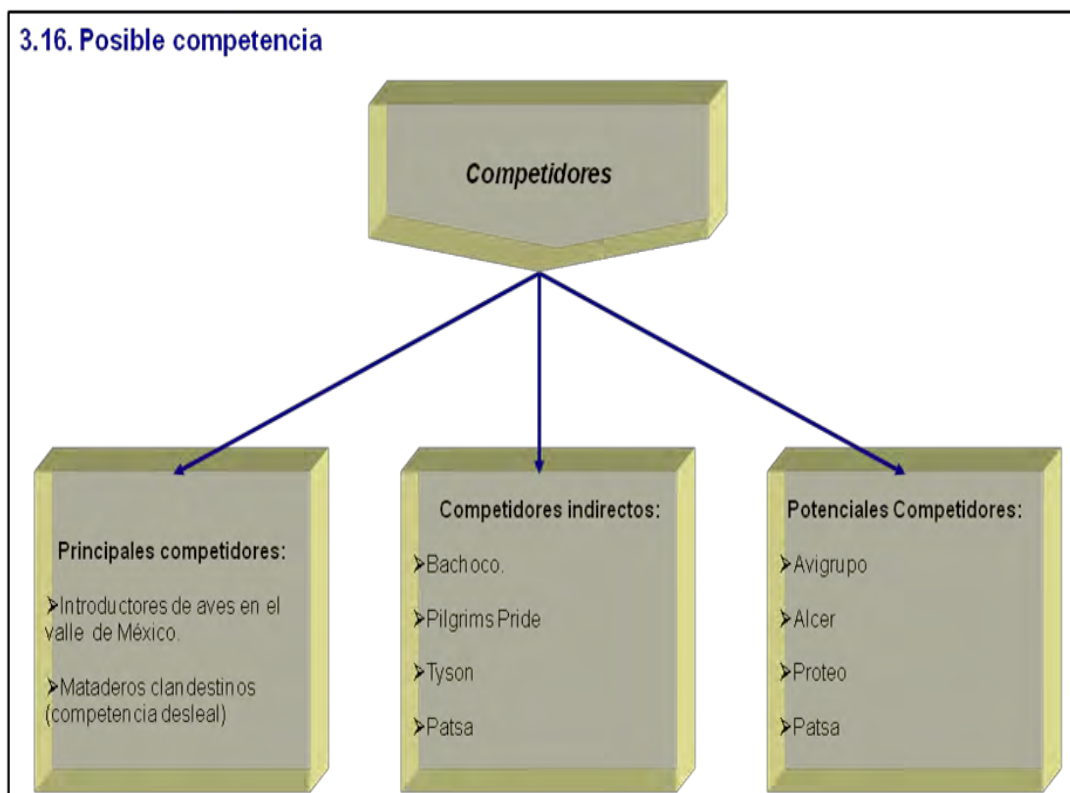 3.16. Posible competencia
Competidores
Principales competidores:
➢Introductores de aves en el
valle de México.
➢Mataderos clandestinos
(competencia desleal)
Competidores indirectos:
➢Bachoco.
➢Pilgrims Pride
➢Tyson
➢Patsa
Potenciales Competidores:
➢Avigrupo
➢Alcer
➢Proteo
➢Patsa